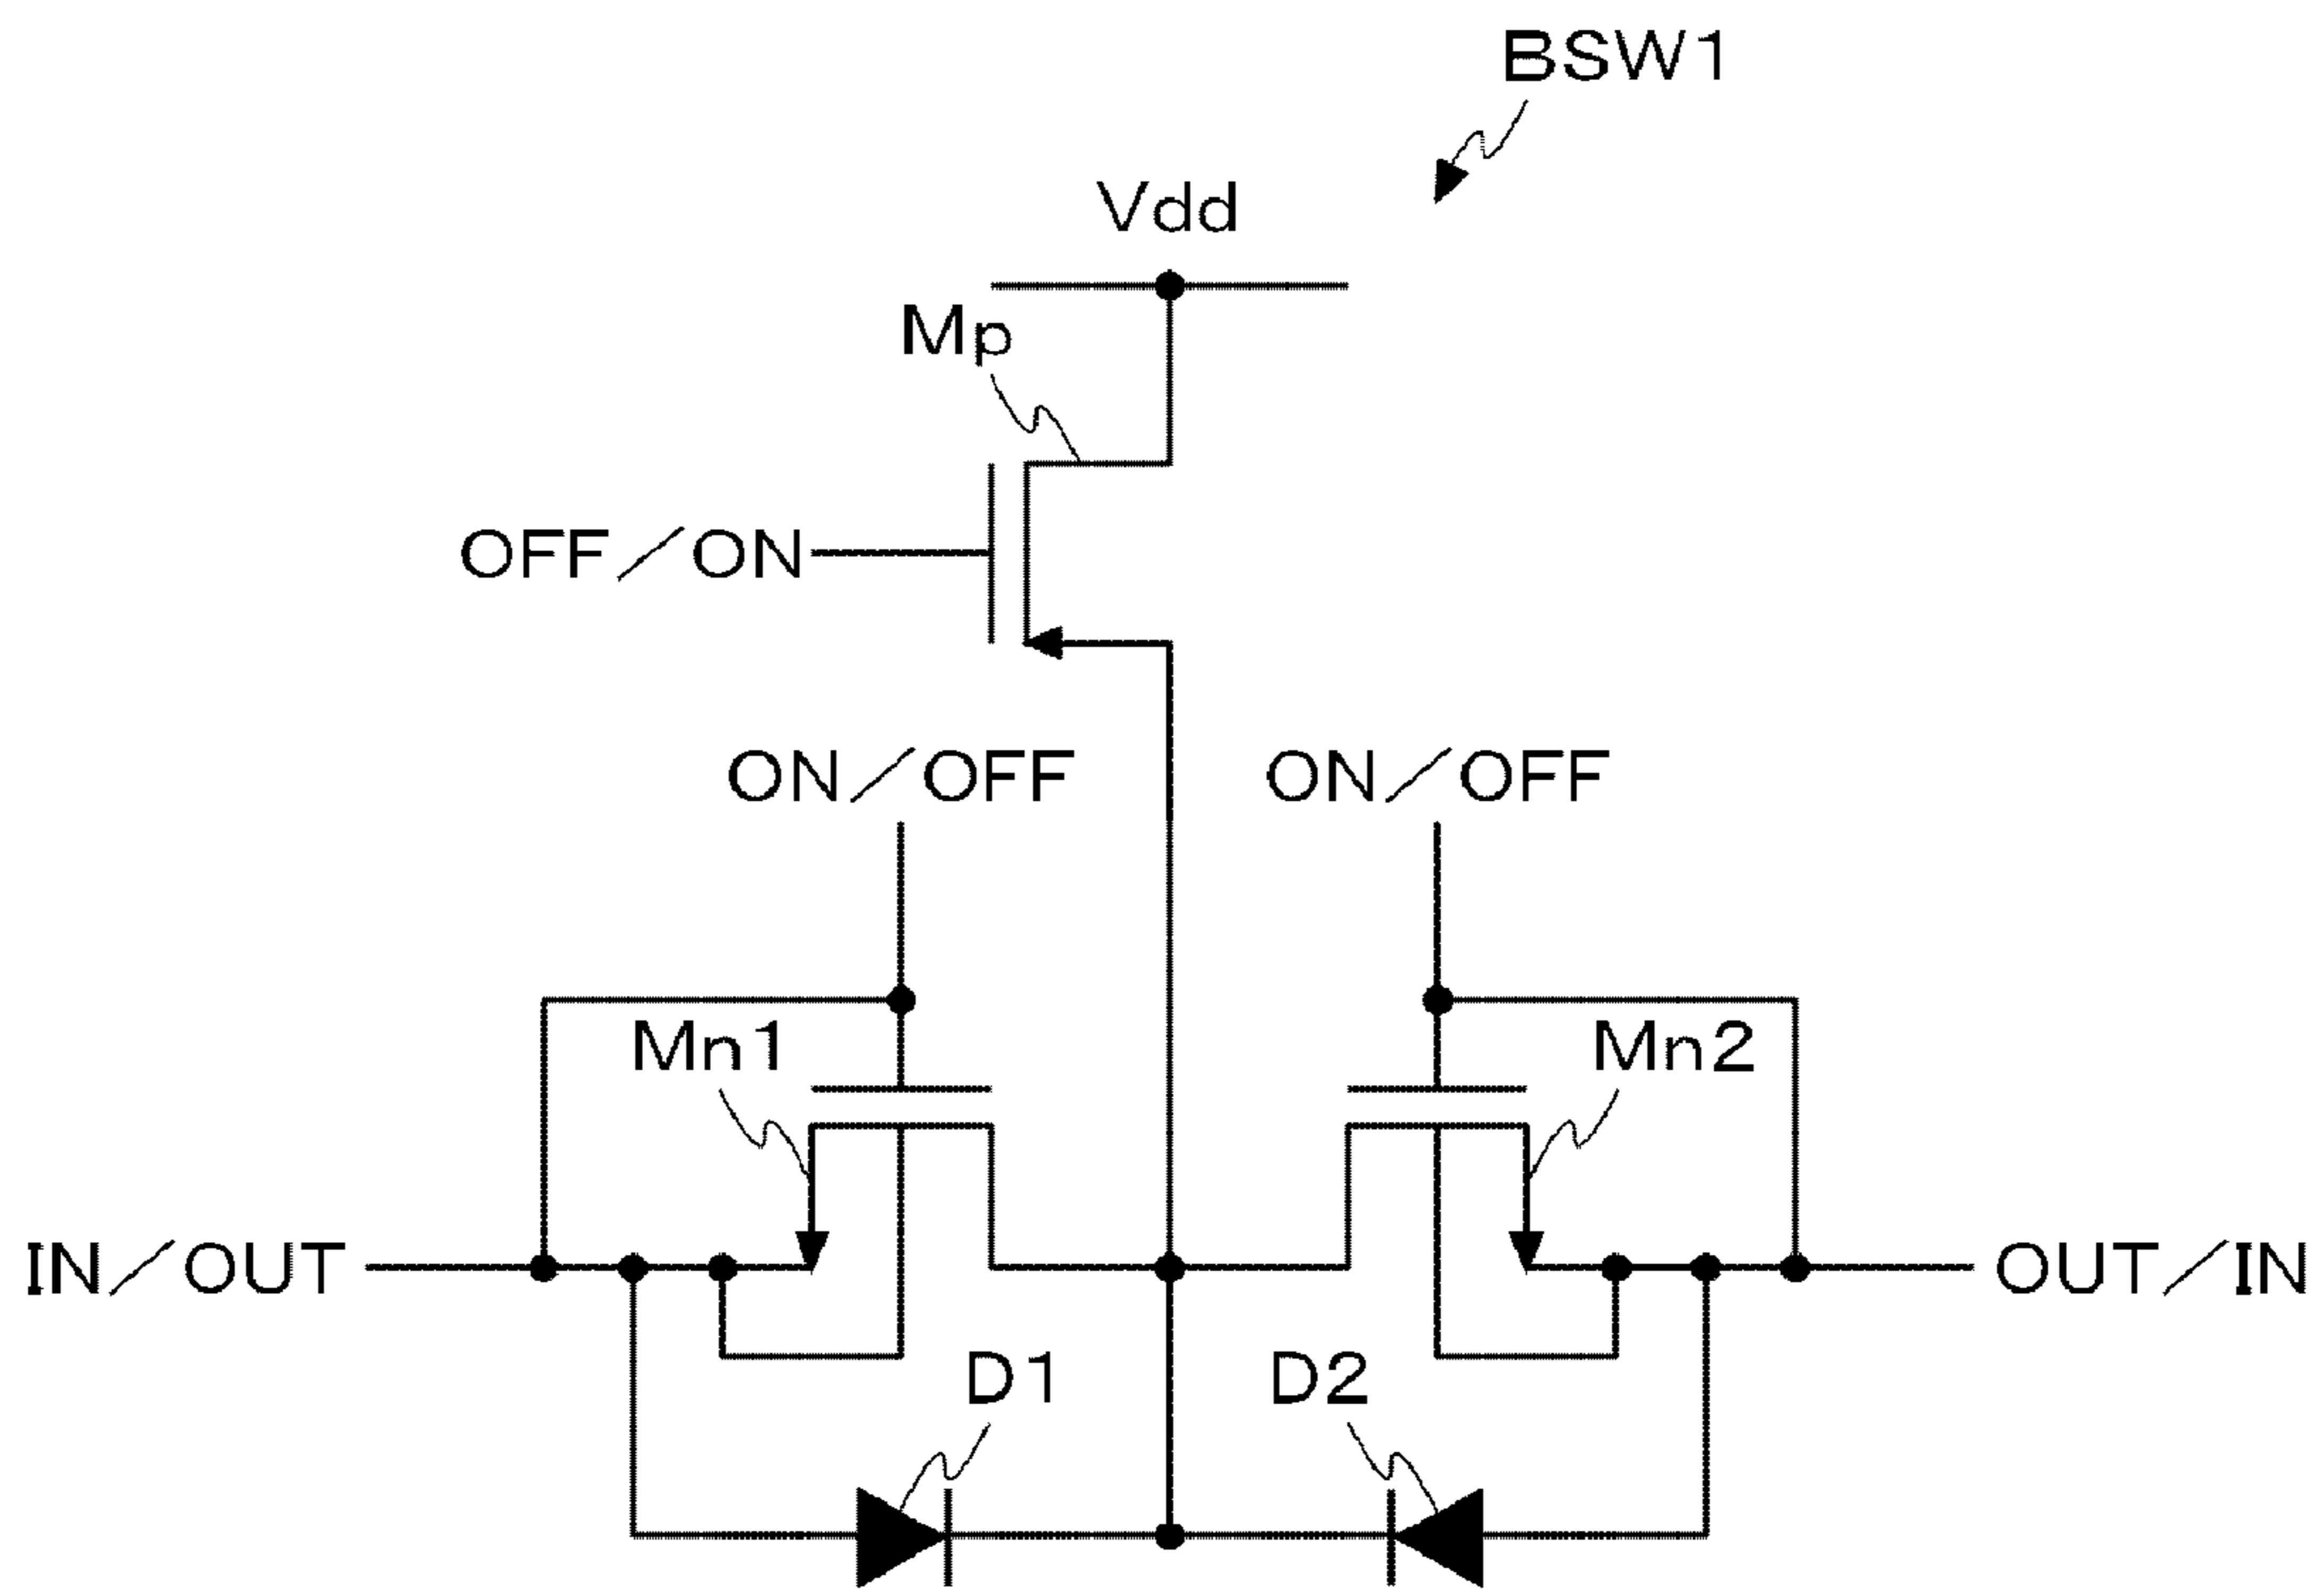 BSW1
Vdd
Mp
OFF／ON
ON／OFF ON／OFF
Mn1 Mn2
IN／OUT OUT／IN
D1 D2